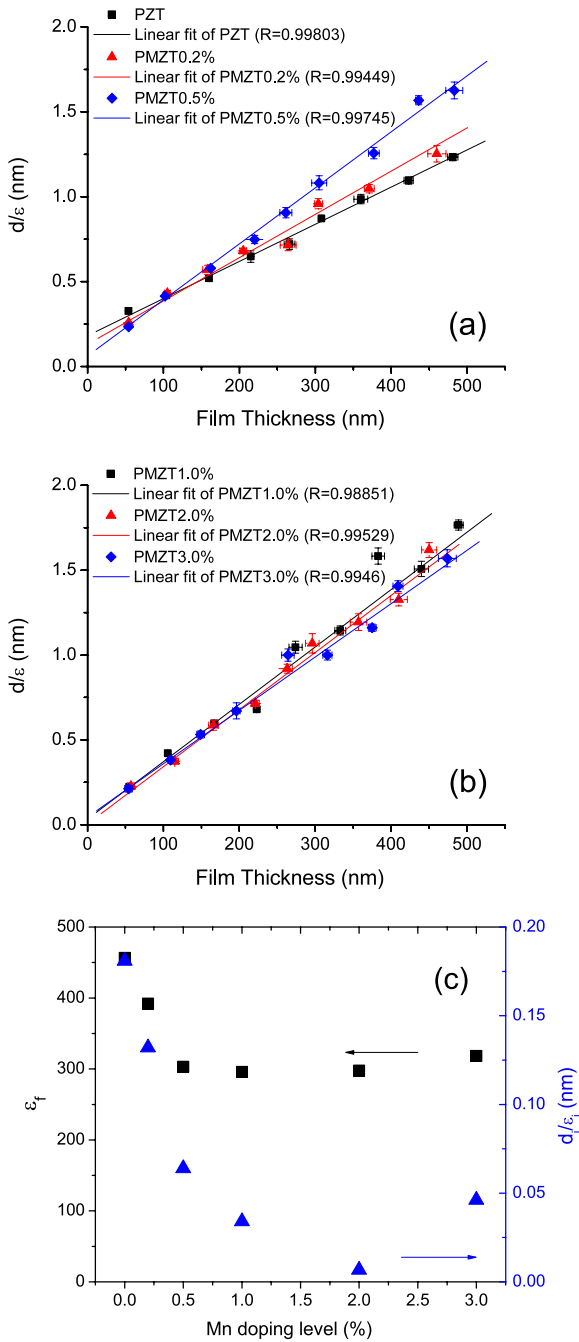 2.0
1.5
1.0
0.5
0.0
d/ε (nm)
PZT
Linear fit of PZT (R=0.99803)
PMZT0.2%
Linear fit of PMZT0.2% (R=0.99449)
PMZT0.5%
Linear fit of PMZT0.5% (R=0.99745)
(a)
0 100 200 300 400 500
Film Thickness (nm)
2.0
1.5
1.0
0.5
0.0
d/ε (nm)
PMZT1.0%
Linear fit of PMZT1.0% (R=0.98851)
PMZT2.0%
Linear fit of PMZT2.0% (R=0.99529)
PMZT3.0%
Linear fit of PMZT3.0% (R=0.9946)
(b)
0 100 200 300 400 500
Film Thickness (nm)
500
400
300
200
100
0
εf
(c)
0.20
0.15
0.10
0.05
0.00
di/εi (nm)
0.0 0.5 1.0 1.5 2.0 2.5 3.0
Mn doping level (%)